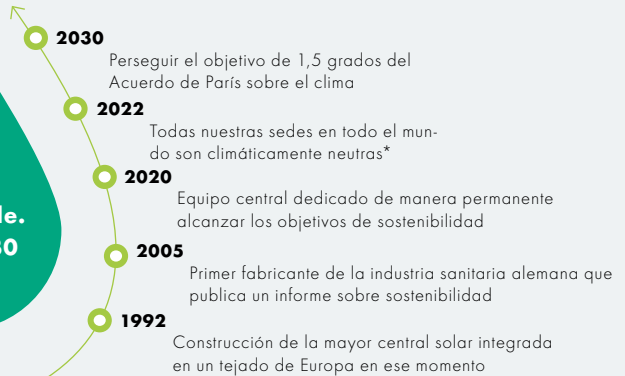 2030
Perseguir el objetivo de 1,5 grados del
Acuerdo de París sobre el clima
2022
Todas nuestras sedes en todo el mun-
do son climáticamente neutras*
2020
Equipo central dedicado de manera permanente
alcanzar los objetivos de sostenibilidad
2005
Primer fabricante de la industria sanitaria alemana que
publica un informe sobre sostenibilidad
1992
Construcción de la mayor central solar integrada
en un tejado de Europa en ese momento